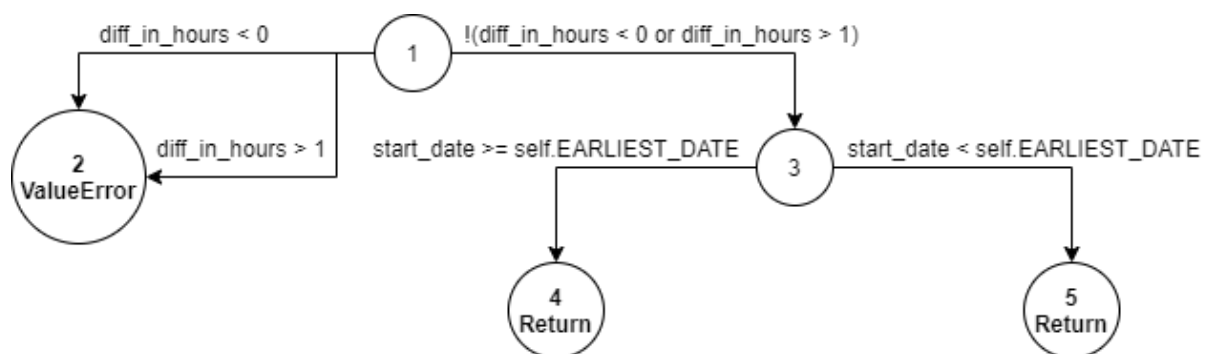 diff_in_hours < 0
1
!(diff_in_hours < 0 or diff_in_hours > 1)
2
ValueError
diff_in_hours > 1
start_date >= self.EARLIEST_DATE
3
start_date < self.EARLIEST_DATE
4
Return
5
Return